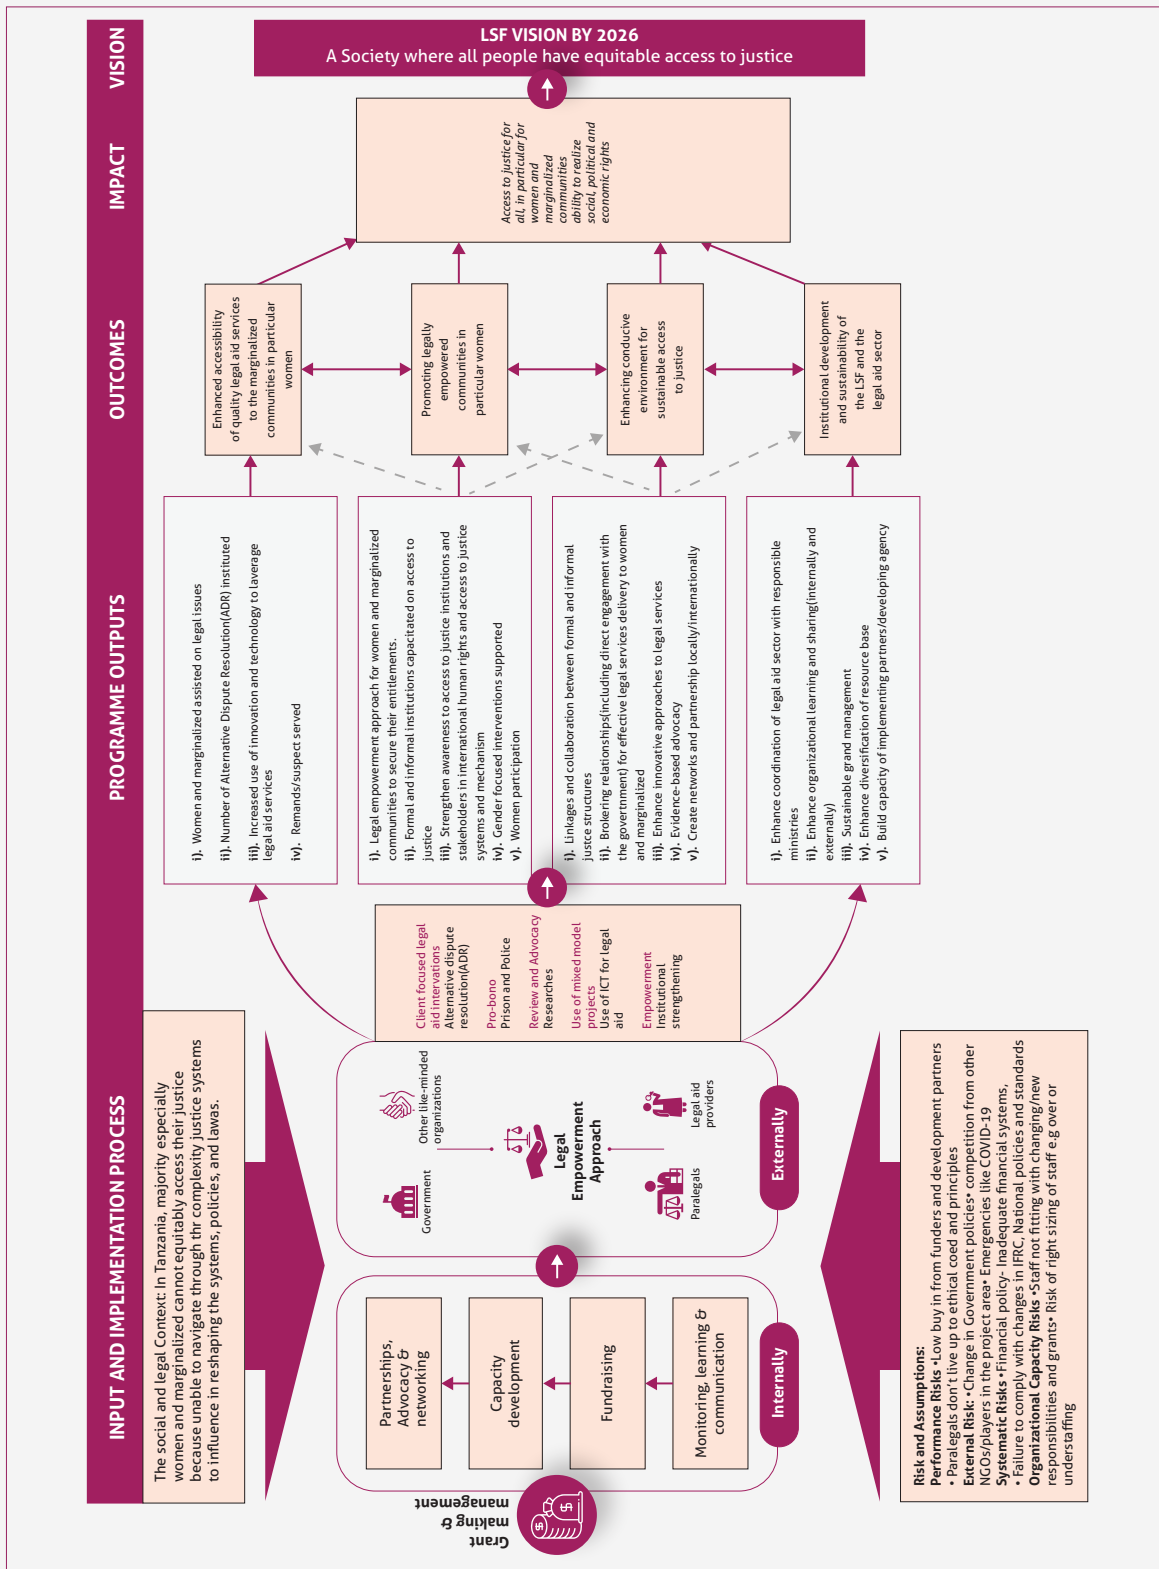 INPUT AND IMPLEMENTATION PROCESS
PROGRAMME OUTPUTS
OUTCOMES
IMPACT
VISION
The social and legal Context: In Tanzania, majority especially
women and marginalized cannot equitably access their justice
because unable to navigate through thr complexity justice systems
to influence in reshaping the systems, policies, and lawas.
Grant
making &
management
Partnerships,
Advocacy &
networking
Capacity
development
Fundraising
Monitoring, learning &
communication
Internally
Government
Other like-minded
organizations
Legal
Empowerment
Approach
Paralegals
Legal aid
providers
Externally
Client focused legal
aid intervations
Alternative dispute
resolution(ADR)
Pro-bono
Prison and Police
Review and Advocacy
Researches
Use of mixed model
projects
Use of ICT for legal
aid
Empowerment
Institutional
strengthening
i). Women and marginalized assisted on legal issues
ii). Number of Alternative Dispute Resolution(ADR) instituted
iii). Increased use of innovation and technology to laverage
legal aid services
iv). Remands/suspect served
i). Legal empowerment approach for women and marginalized
communities to secure their entitlements.
ii). Formal and informal institutions capacitated on access to
justice
iii). Strengthen awareness to access to justice institutions and
stakeholders in international human rights and access to justice
systems and mechanism
iv). Gender focused interventions supported
v). Women participation
i). Linkages and collaboration between formal and informal
justce structures
ii). Brokering relationships(including direct engagement with
the government) for effective legal services delivery to women
and marginalized
iii). Enhance innovative approaches to legal services
iv). Evidence-based advocacy
v). Create networks and partnership locally/internationally
i). Enhance coordination of legal aid sector with responsible
ministries
ii). Enhance organizational learning and sharing(internally and
externally)
iii). Sustainable grand management
iv). Enhance diversification of resource base
v). Build capacity of implementing partners/developing agency
Enhanced accessibility
of quality legal aid services
to the marginalized
communities in particular
women
Promoting legally
empowered
communities in
particular women
Enhancing conducive
environment for
sustainable access
to justice
Institutional development
and sustainability of
the LSF and the
legal aid sector
Access to justice for
all, in particular for
women and
marginalized
communities
ability to realize
social, political and
economic rights
LSF VISION BY 2026
A Society where all people have equitable access to justice
Risk and Assumptions:
Performance Risks •Low buy in from funders and development partners
• Paralegals don't live up to ethical coed and principles
External Risk: •Change in Government policies• competition from other
NGOs/players in the project area• Emergencies like COVID-19
Systematic Risks •Financial policy- Inadequate financial systems,
• Failure to comply with changes in IFRC, National policies and standards
Organizational Capacity Risks •Staff not fitting with changing/new
responsibilities and grants• Risk of right sizing of staff e.g over or
understaffing